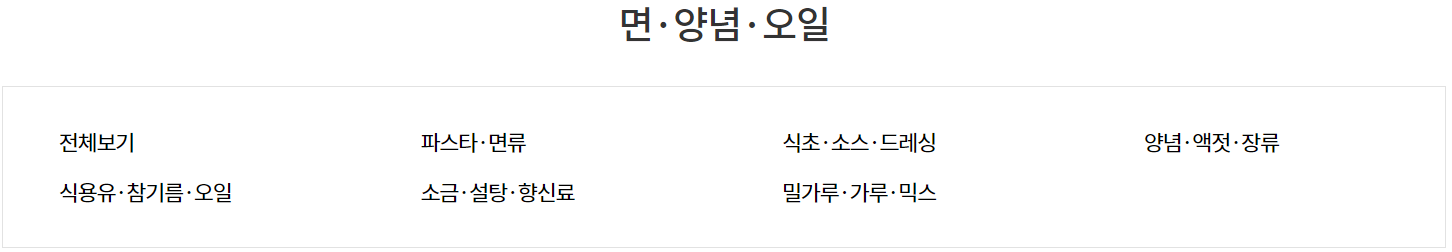 면·양념·오일
전체보기 파스타·면류 식초·소스·드레싱 양념·액젓·장류
식용유·참기름·오일 소금·설탕·향신료 밀가루·가루·믹스